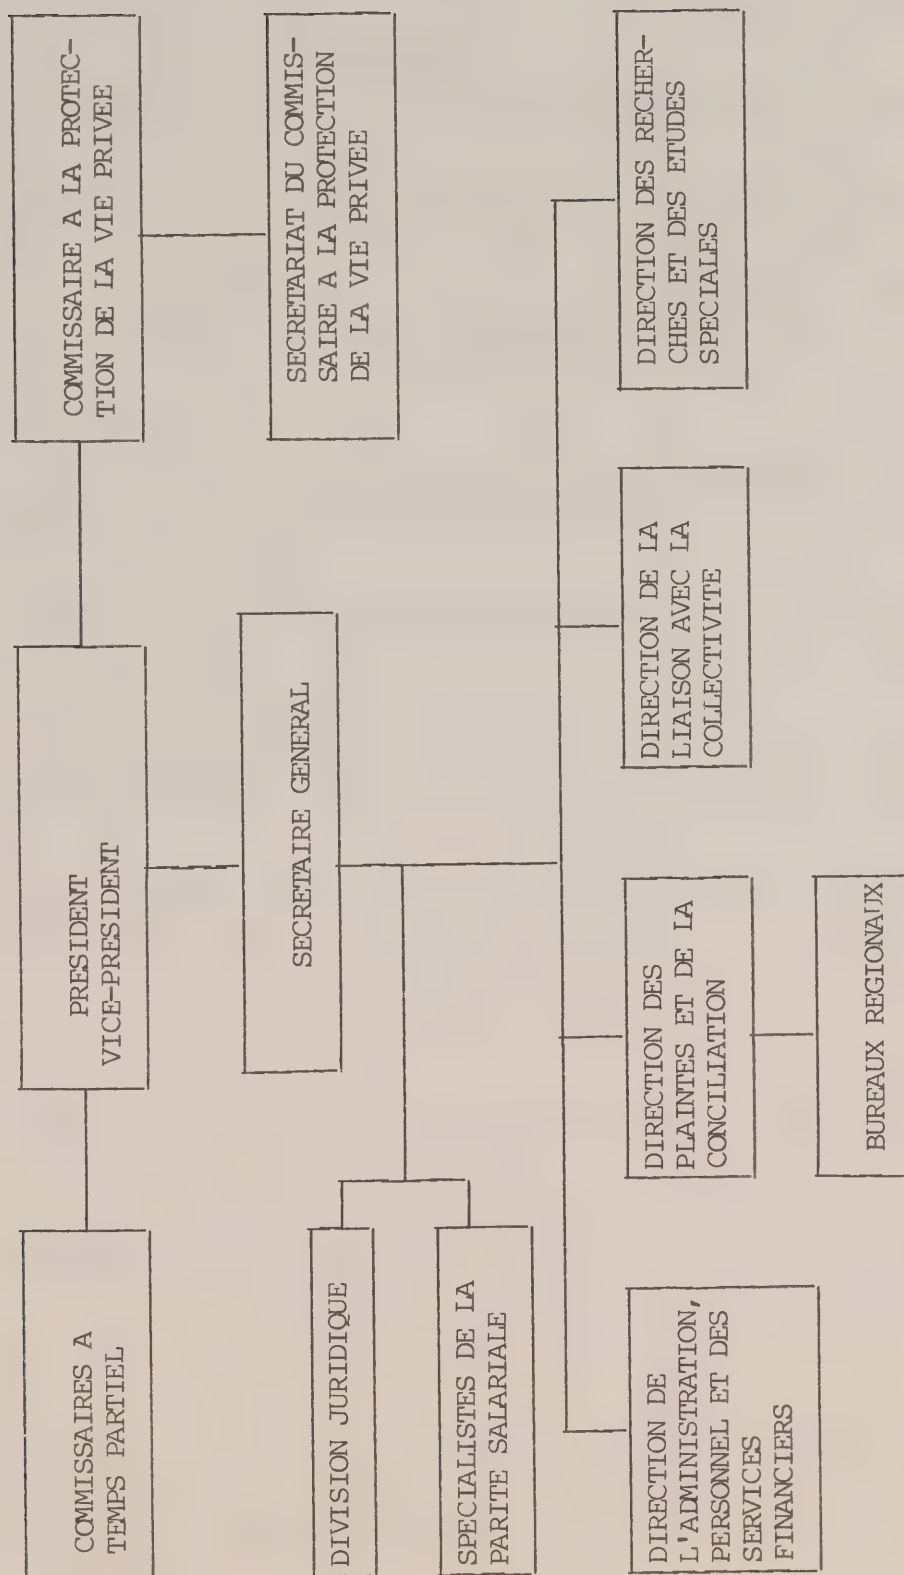 COMMISSAIRES A
TEMPS PARTIEL
PRESIDENT
VICE-PRESIDENT
COMMISSAIRE A LA PROTEC-
TION DE LA VIE PRIVEE
SECRETARIAT DU COMMIS-
SAIRE A LA PROTECTION
DE LA VIE PRIVEE
SECRETAIRE GENERAL
DIVISION JURIDIQUE
SPECIALISTES DE LA
PARITE SALARIALE
DIRECTION DE
L'ADMINISTRATION,
PERSONNEL ET DES
SERVICES
FINANCIERS
DIRECTION DES
PLAINTES ET DE LA
CONCILIATION
DIRECTION DE LA
LIAISON AVEC LA
COLLECTIVITE
DIRECTION DES RECHER-
CHES ET DES ETUDES
SPECIALES
BUREAUX REGIONAUX